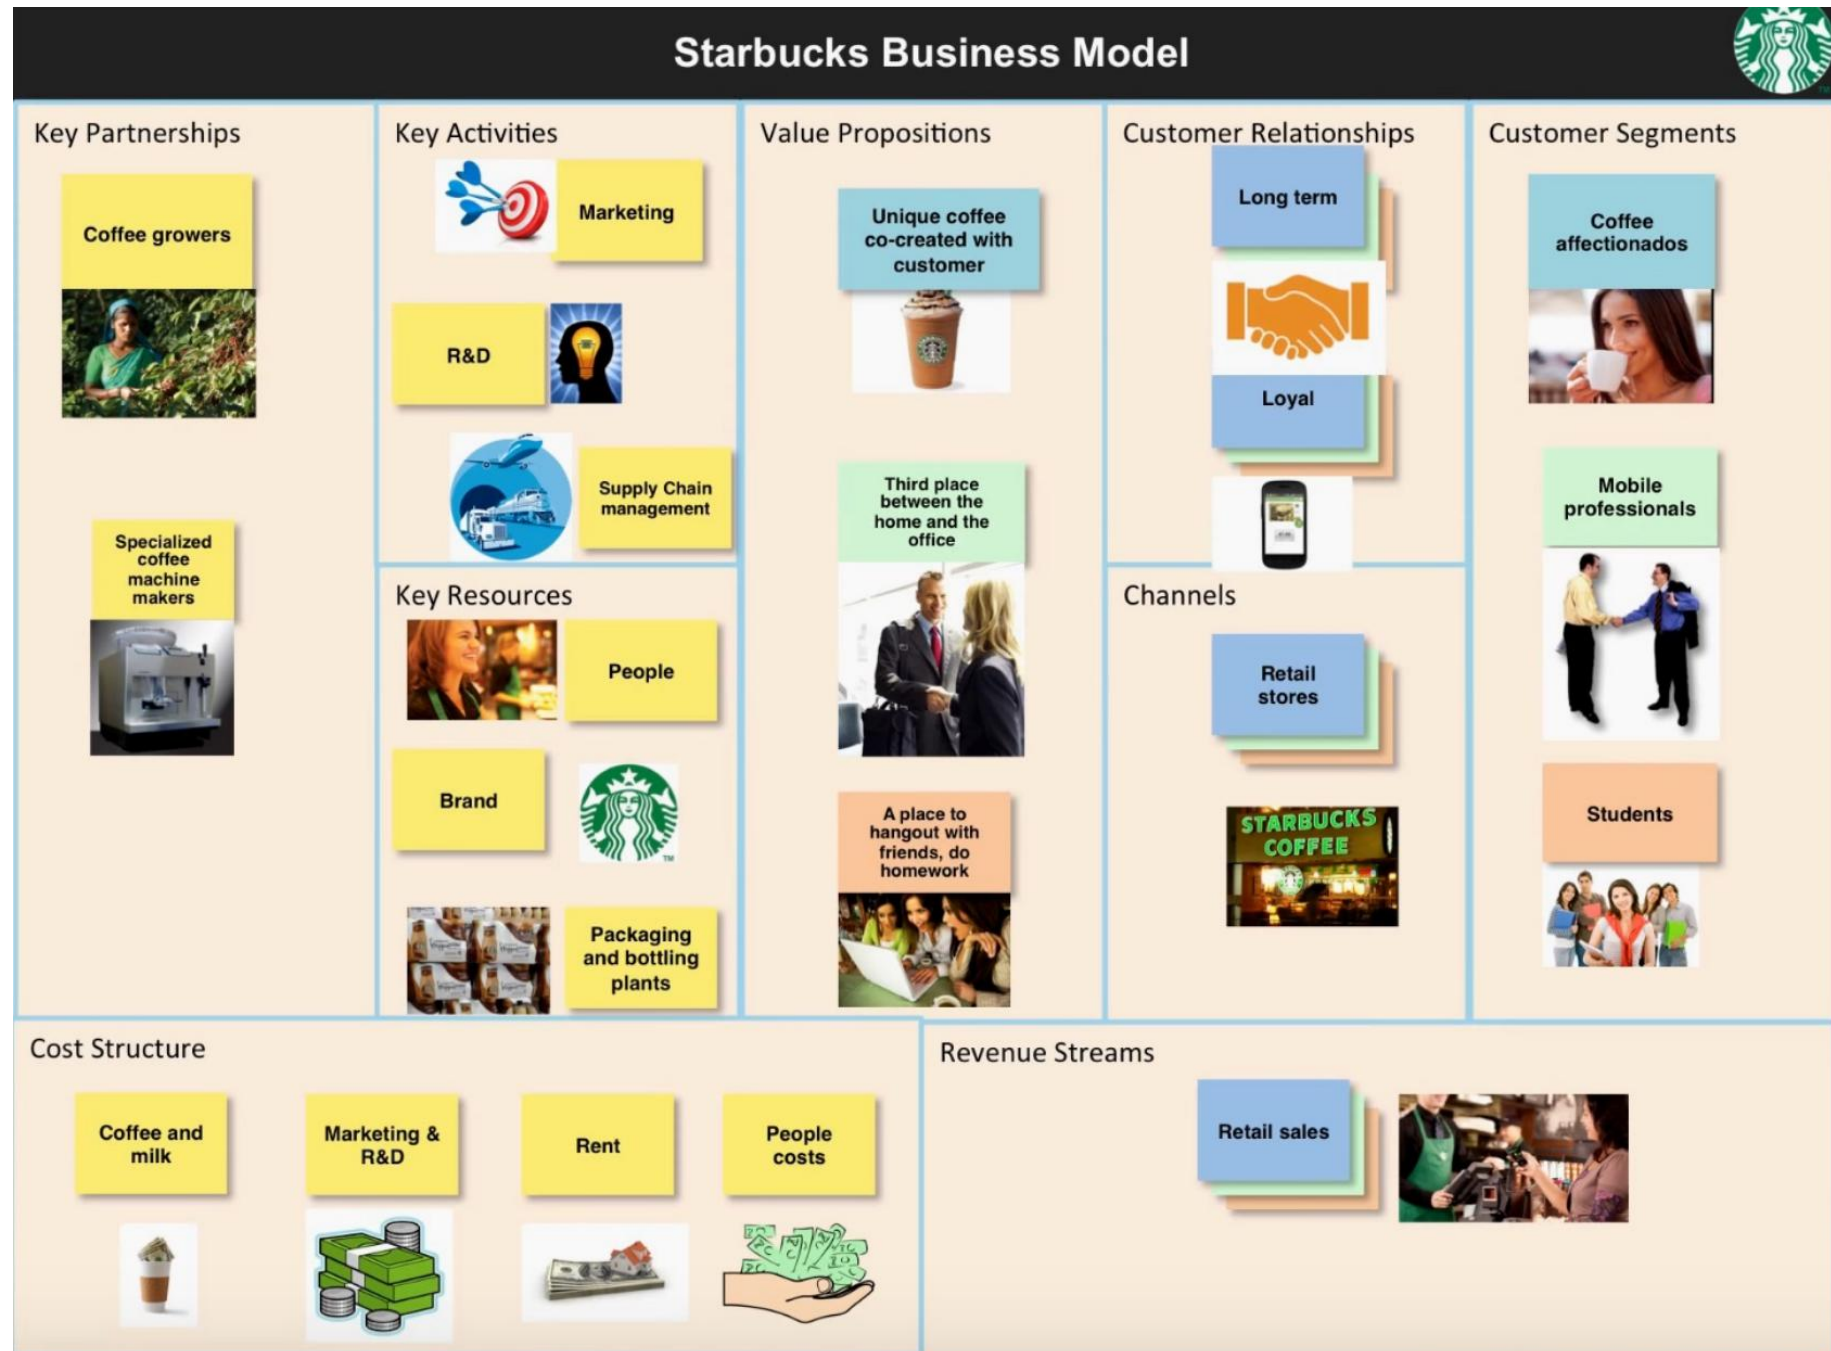 Starbucks Business Model
TM
Key Partnerships
Coffee growers
Specialized
coffee
machine
makers
Key Activities
Marketing
R&D
Supply Chain
management
Key Resources
People
Brand
TM
Packaging
and bottling
plants
Value Propositions
Unique coffee
co-created with
customer
Third place
between the
home and the
office
A place to
hangout with
friends, do
homework
Customer Relationships
Long term
Loyal
Channels
Retail
stores
STARBUCKS
COFFEE
Customer Segments
Coffee
affectionados
Mobile
professionals
Students
Cost Structure
Coffee and
milk
Marketing &
R&D
Rent
People
costs
Revenue Streams
Retail sales